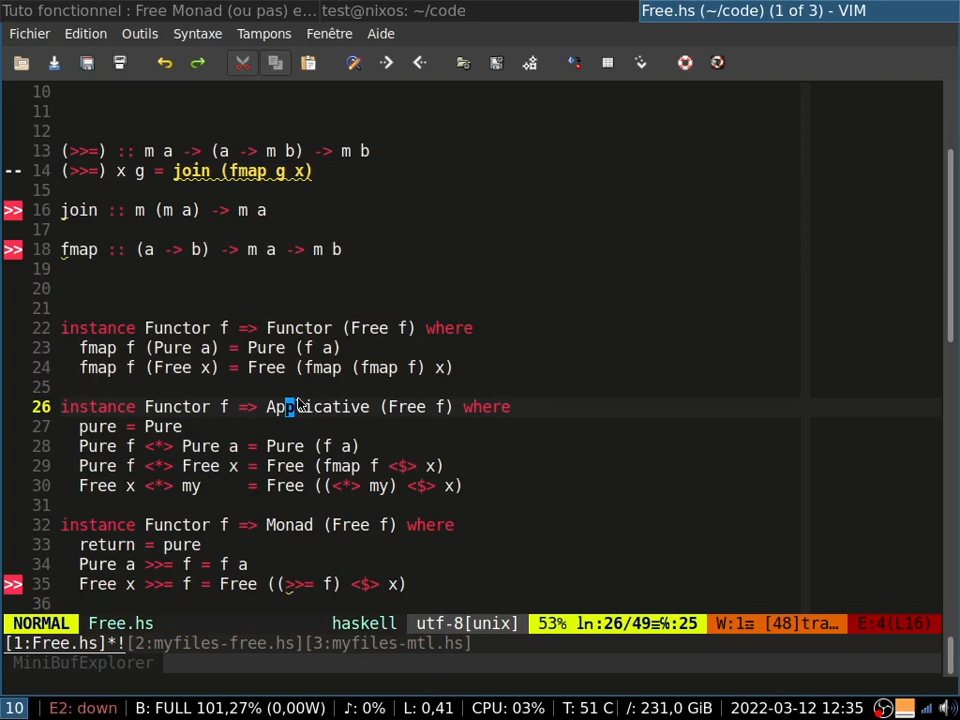 Tuto fonctionnel : Free Monad (ou pas) e... test@nixos: ~/code Free.hs (~/code) (1 of 3) - VIM
Fichier Edition Outils Syntaxe Tampons Fenêtre Aide
10
11
12
13 (>>=) :: m a -> (a -> m b) -> m b
-- 14 (>>=) x g = join (fmap g x)
15
>> 16 join :: m (m a) -> m a
17
>> 18 fmap :: (a -> b) -> m a -> m b
19
20
21
22 instance Functor f => Functor (Free f) where
23   fmap f (Pure a) = Pure (f a)
24   fmap f (Free x) = Free (fmap (fmap f) x)
25
26 instance Functor f => Applicative (Free f) where
27   pure = Pure
28   Pure f <*> Pure a = Pure (f a)
29   Pure f <*> Free x = Free (fmap f <$> x)
30   Free x <*> my     = Free ((<*> my) <$> x)
31
32 instance Functor f => Monad (Free f) where
33   return = pure
34   Pure a >>= f = f a
>> 35   Free x >>= f = Free ((>>= f) <$> x)
36
NORMAL Free.hs haskell utf-8[unix] 53% ln:26/49≡℅:25 W:1≡ [48]tra… E:4(L16)
[1:Free.hs]*![2:myfiles-free.hs][3:myfiles-mtl.hs]
MiniBufExplorer
10 E2: down | B: FULL 101,27% (0,00W) | ♪: 0% | L: 0,41 | CPU: 03% | T: 51 C | /: 231,0 GiB | 2022-03-12 12:35